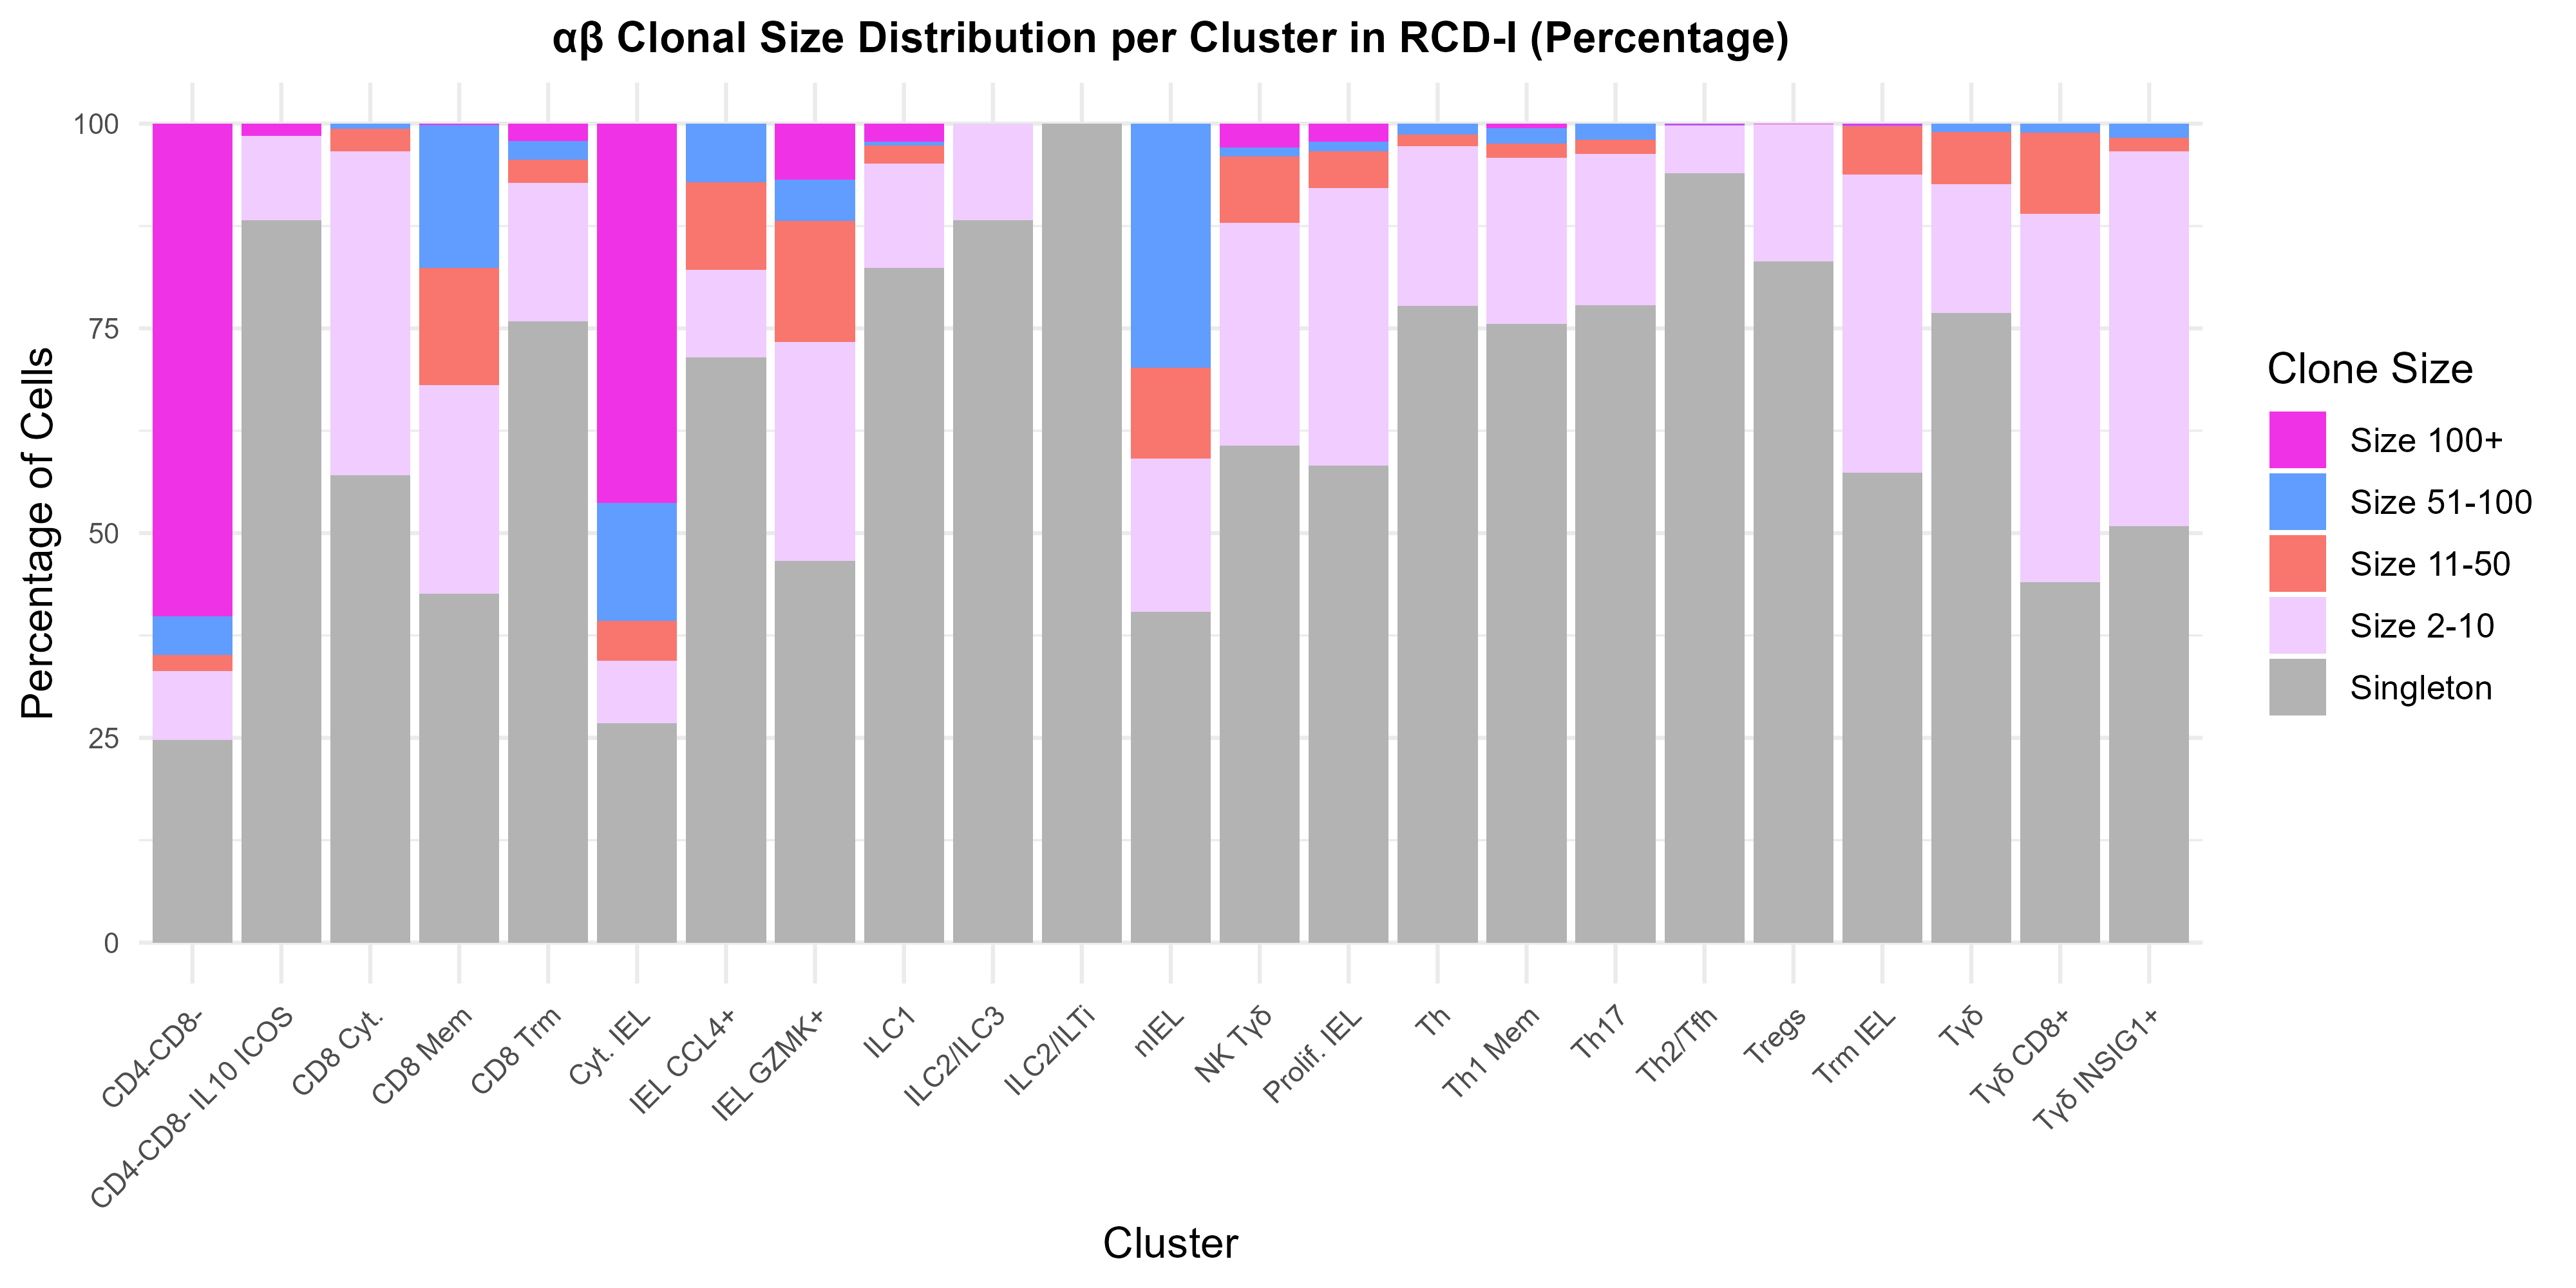 αβ Clonal Size Distribution per Cluster in RCD-I (Percentage)
Percentage of Cells
100
75
50
25
0
CD4-CD8-
CD4-CD8- IL10 ICOS
CD8 Cyt.
CD8 Mem
CD8 Trm
Cyt. IEL
IEL CCL4+
IEL GZMK+
ILC1
ILC2/ILC3
ILC2/ILTi
nIEL
NK Tγδ
Prolif. IEL
Th
Th1 Mem
Th17
Th2/Tfh
Tregs
Trm IEL
Tγδ
Tγδ CD8+
Tγδ INSIG1+
Cluster
Clone Size
Size 100+
Size 51-100
Size 11-50
Size 2-10
Singleton